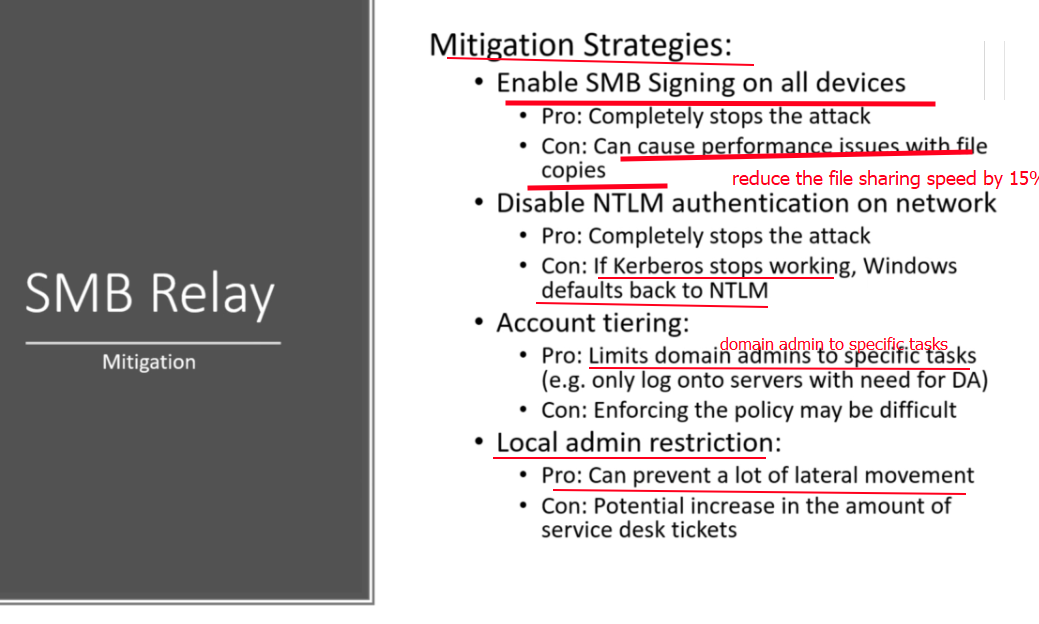 SMB Relay
Mitigation
Mitigation Strategies:
• Enable SMB Signing on all devices
• Pro: Completely stops the attack
• Con: Can cause performance issues with file
copies
reduce the file sharing speed by 15%
• Disable NTLM authentication on network
• Pro: Completely stops the attack
• Con: If Kerberos stops working, Windows
defaults back to NTLM
• Account tiering:
domain admin to specific tasks
• Pro: Limits domain admins to specific tasks
(e.g. only log onto servers with need for DA)
• Con: Enforcing the policy may be difficult
• Local admin restriction:
• Pro: Can prevent a lot of lateral movement
• Con: Potential increase in the amount of
service desk tickets